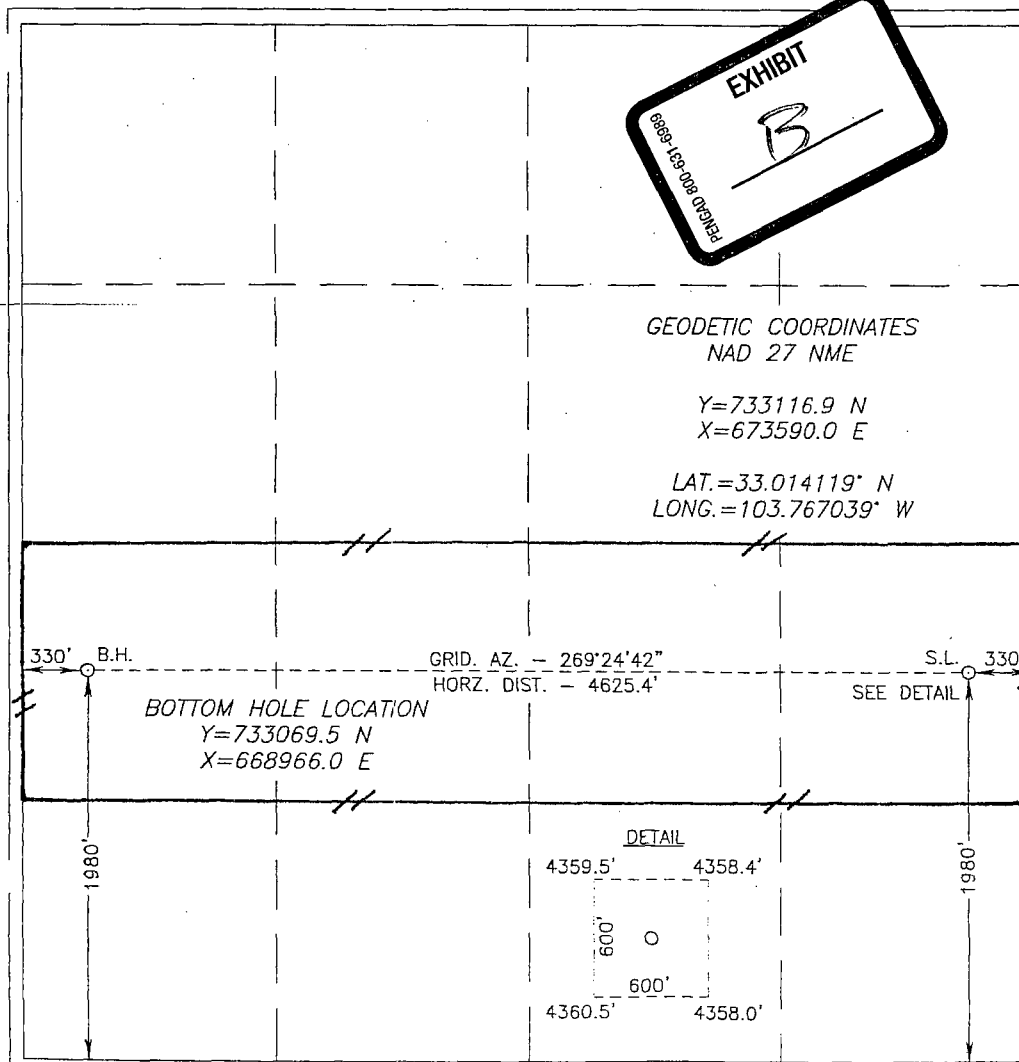 EXHIBIT
B
PENGAD 800-631-6989
GEODETIC COORDINATES
NAD 27 NME
Y=733116.9 N
X=673590.0 E
LAT.=33.014119° N
LONG.=103.767039° W
330'
B.H.
GRID. AZ. - 269°24'42"
HORZ. DIST. - 4625.4'
S.L.
330
SEE DETAIL
BOTTOM HOLE LOCATION
Y=733069.5 N
X=668966.0 E
1980'
1980'
DETAIL
4359.5' 4358.4'
600'
600'
4360.5' 4358.0'